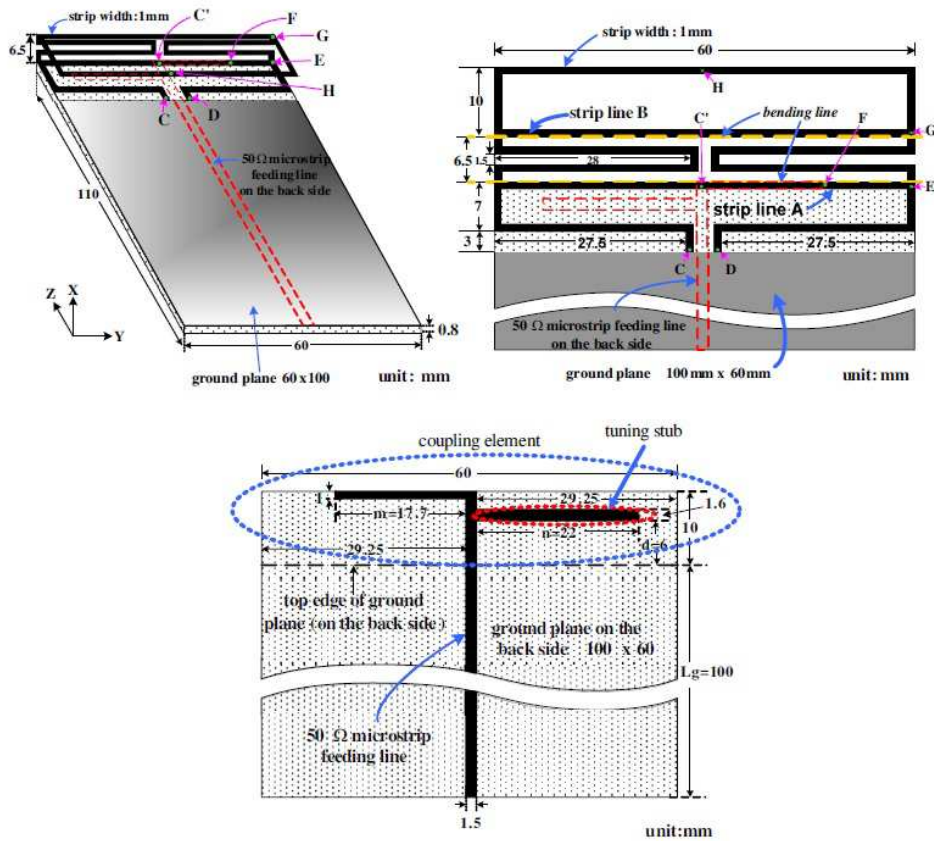 strip width:1mm
C'
F
G
E
H
6.5
C
D
50 Ω microstrip
feeding line
on the back side
110
Z
X
Y
0.8
60
ground plane 60 x 100
unit: mm
strip width : 1mm
60
10
H
strip line B
bending line
C'
F
G
6.5
1.5
28
E
7
strip line A
3
27.5
27.5
C
D
50 Ω microstrip feeding line
on the back side
ground plane 100 mm x 60mm
unit: mm
coupling element
tuning stub
60
1
29.25
1.6
m=17.7
10
n=22
d=6
29.25
top edge of ground
plane (on the back side)
ground plane on the
back side 100 x 60
Lg=100
50 Ω microstrip
feeding line
1.5
unit:mm